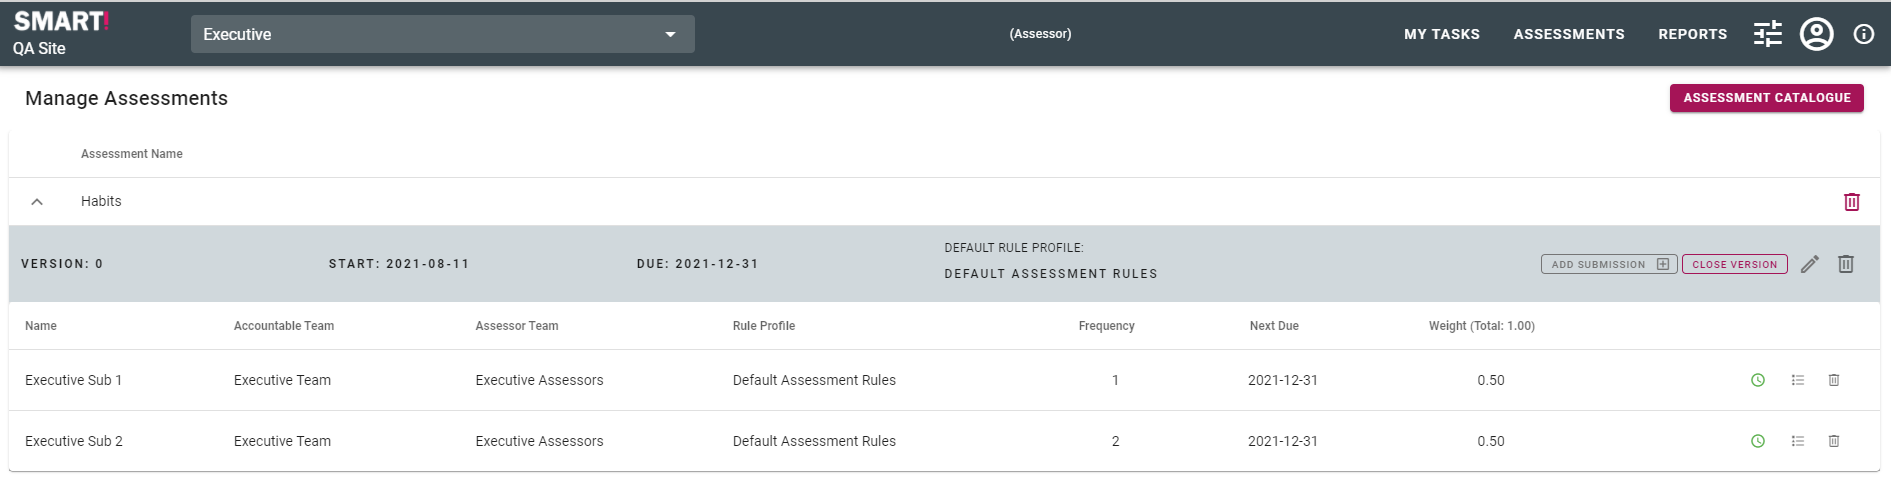 SMART!
QA Site
Executive
(Assessor)
MY TASKS ASSESSMENTS REPORTS
Manage Assessments
ASSESSMENT CATALOGUE
Assessment Name
Habits
VERSION: 0 START: 2021-08-11 DUE: 2021-12-31
DEFAULT RULE PROFILE:
DEFAULT ASSESSMENT RULES
ADD SUBMISSION CLOSE VERSION
Name Accountable Team Assessor Team Rule Profile Frequency Next Due Weight (Total: 1.00)
Executive Sub 1 Executive Team Executive Assessors Default Assessment Rules 1 2021-12-31 0.50
Executive Sub 2 Executive Team Executive Assessors Default Assessment Rules 2 2021-12-31 0.50